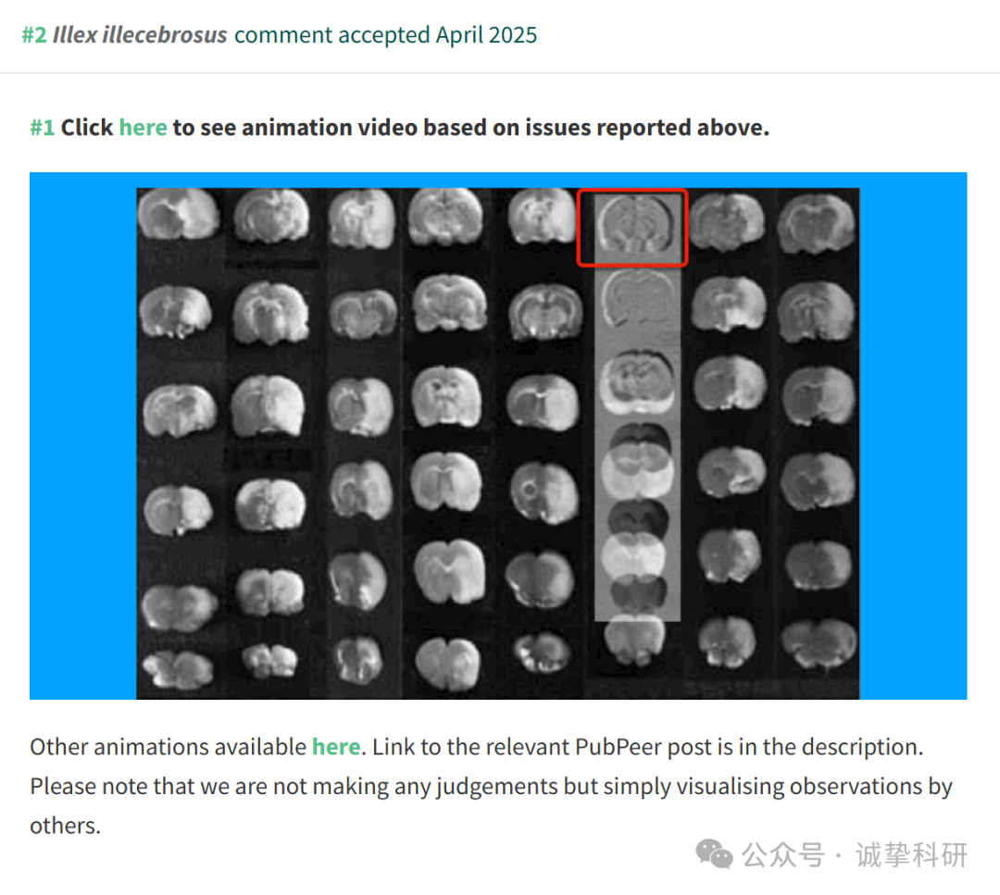 #2 Illex illecebrosus comment accepted April 2025
#1 Click here to see animation video based on issues reported above.
Other animations available here. Link to the relevant PubPeer post is in the description.
Please note that we are not making any judgements but simply visualising observations by
others.
公众号 · 诚挚科研